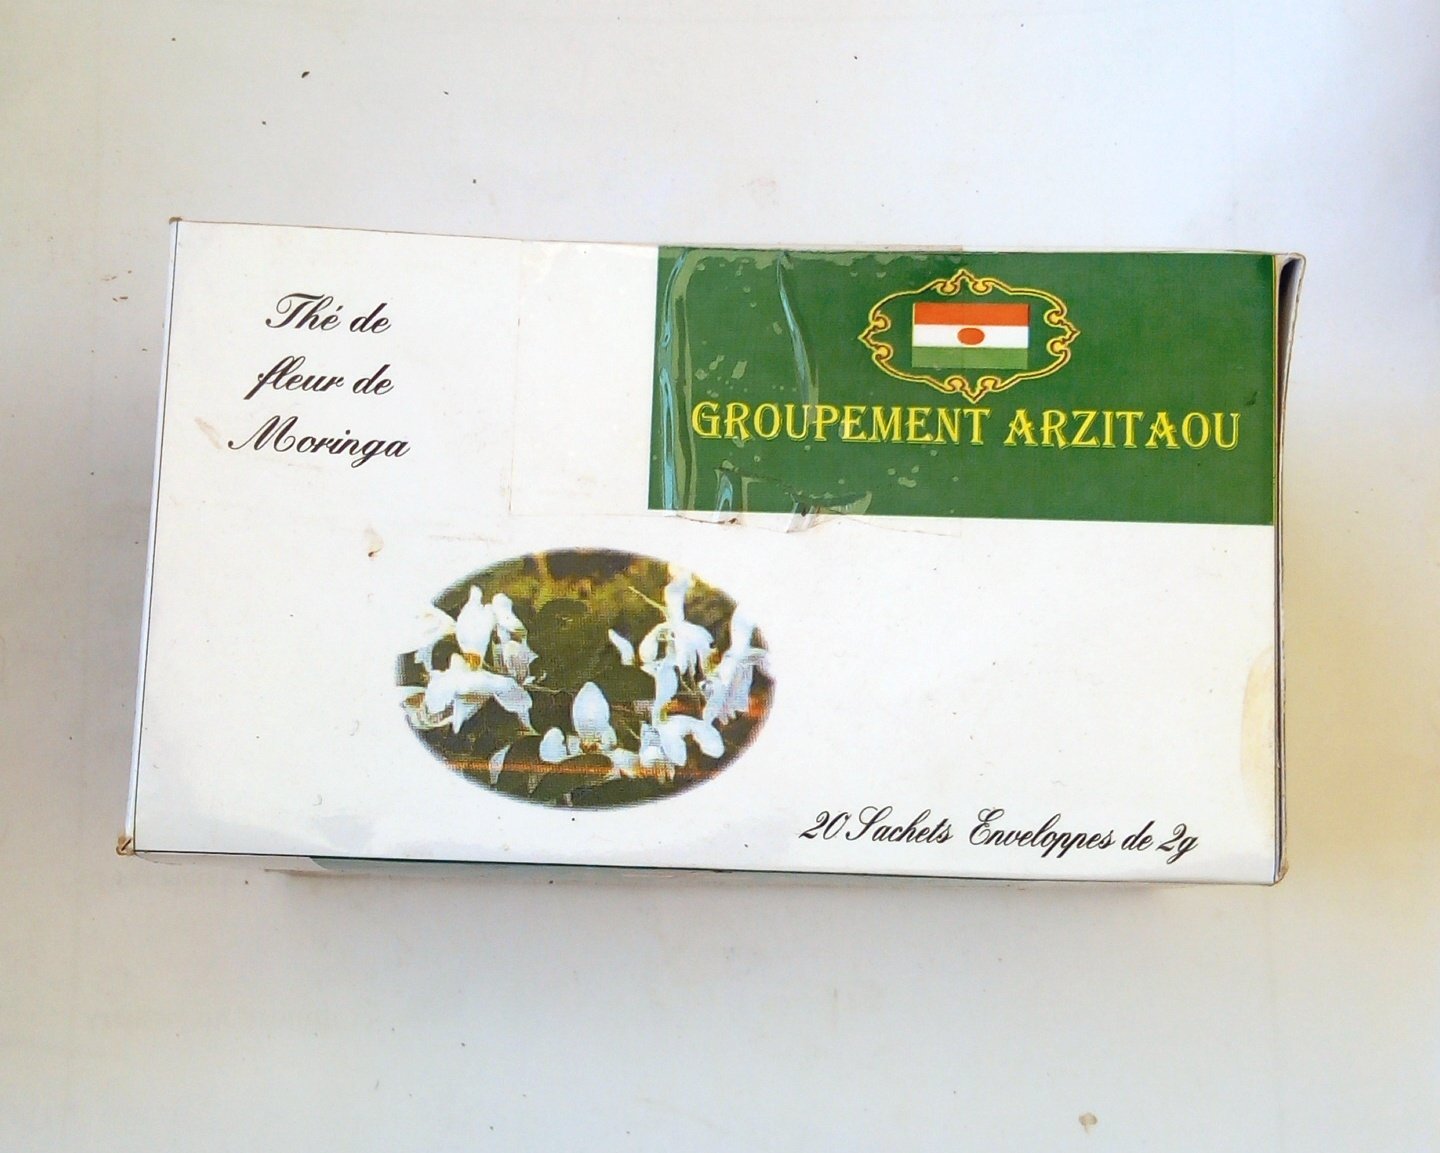 Thé de
fleur de
Moringa
GROUPEMENT ARZITAOU
20 Sachets Enveloppes de 2g